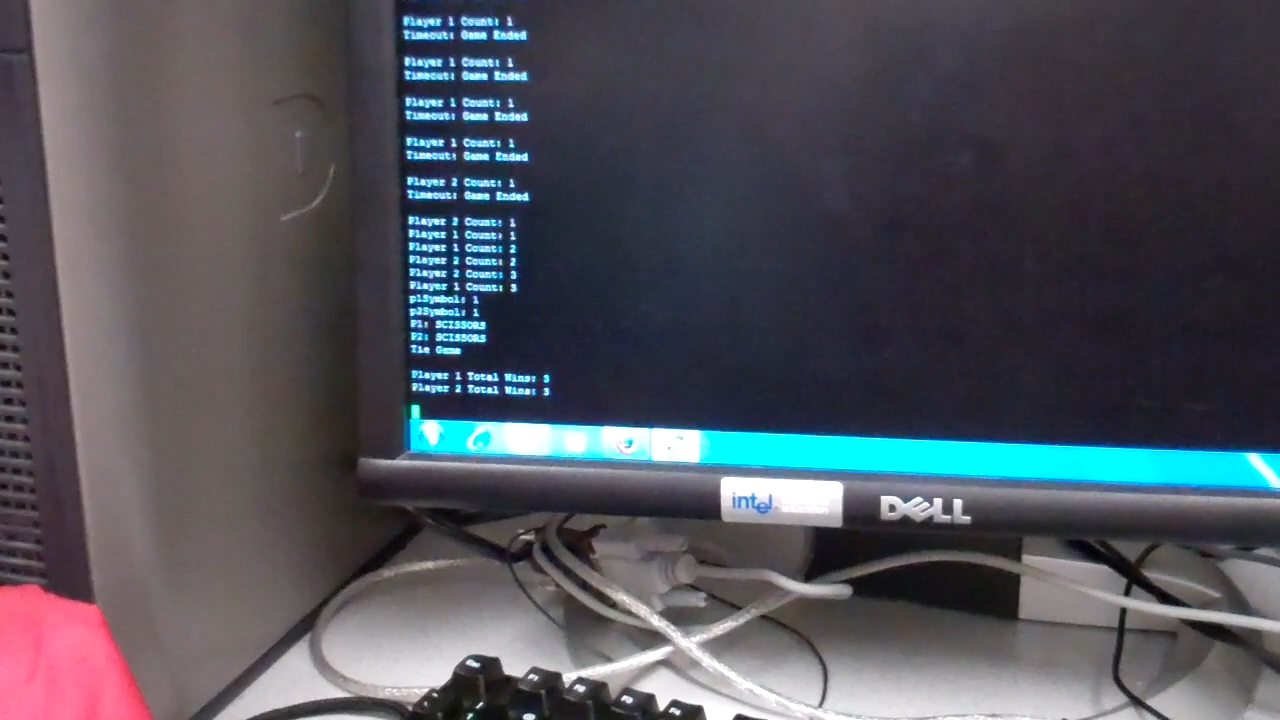 Player 1 Count: 1
Timeout: Game Ended
Player 1 Count: 1
Timeout: Game Ended
Player 1 Count: 1
Timeout: Game Ended
Player 1 Count: 1
Timeout: Game Ended
Player 2 Count: 1
Timeout: Game Ended
Player 2 Count: 1
Player 1 Count: 1
Player 1 Count: 2
Player 2 Count: 2
Player 2 Count: 3
Player 1 Count: 3
p1Symbol: 1
p2Symbol: 1
P1: SCISSORS
P2: SCISSORS
Tie Game
Player 1 Total Wins: 3
Player 2 Total Wins: 3
intel
DELL